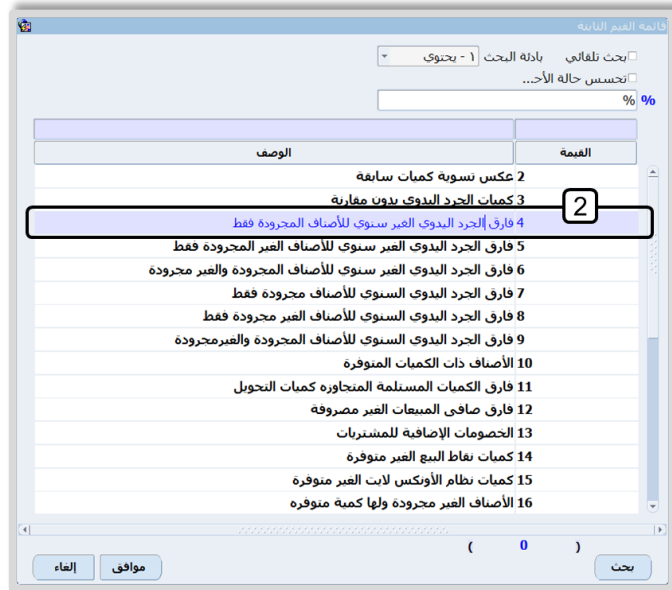 قائمة القيم الثابتة
بحث تلقائي بادئة البحث ١ - يحتوي
تحسس حالة الأحـ...
% %
القيمة الوصف
2 عكس تسوية كميات سابقة
3 كميات الجرد اليدوي بدون مقارنة
2
4 فارق الجرد اليدوي الغير سنوي للأصناف المجرودة فقط
5 فارق الجرد اليدوي الغير سنوي للأصناف الغير المجرودة فقط
6 فارق الجرد اليدوي الغير سنوي للأصناف المجرودة والغير مجرودة
7 فارق الجرد اليدوي السنوي للأصناف مجرودة فقط
8 فارق الجرد اليدوي السنوي للأصناف الغير مجرودة فقط
9 فارق الجرد اليدوي السنوي للأصناف المجرودة والغيرمجرودة
10 الأصناف ذات الكميات المتوفرة
11 فارق الكميات المستلمة المتجاوزه كميات التحويل
12 فارق صافي المبيعات الغير مصروفة
13 الخصومات الإضافية للمشتريات
14 كميات نقاط البيع الغير متوفرة
15 كميات نظام الأونكس لايت الغير متوفرة
16 الأصناف الغير مجرودة ولها كمية متوفره
( 0 )
بحث موافق إلغاء